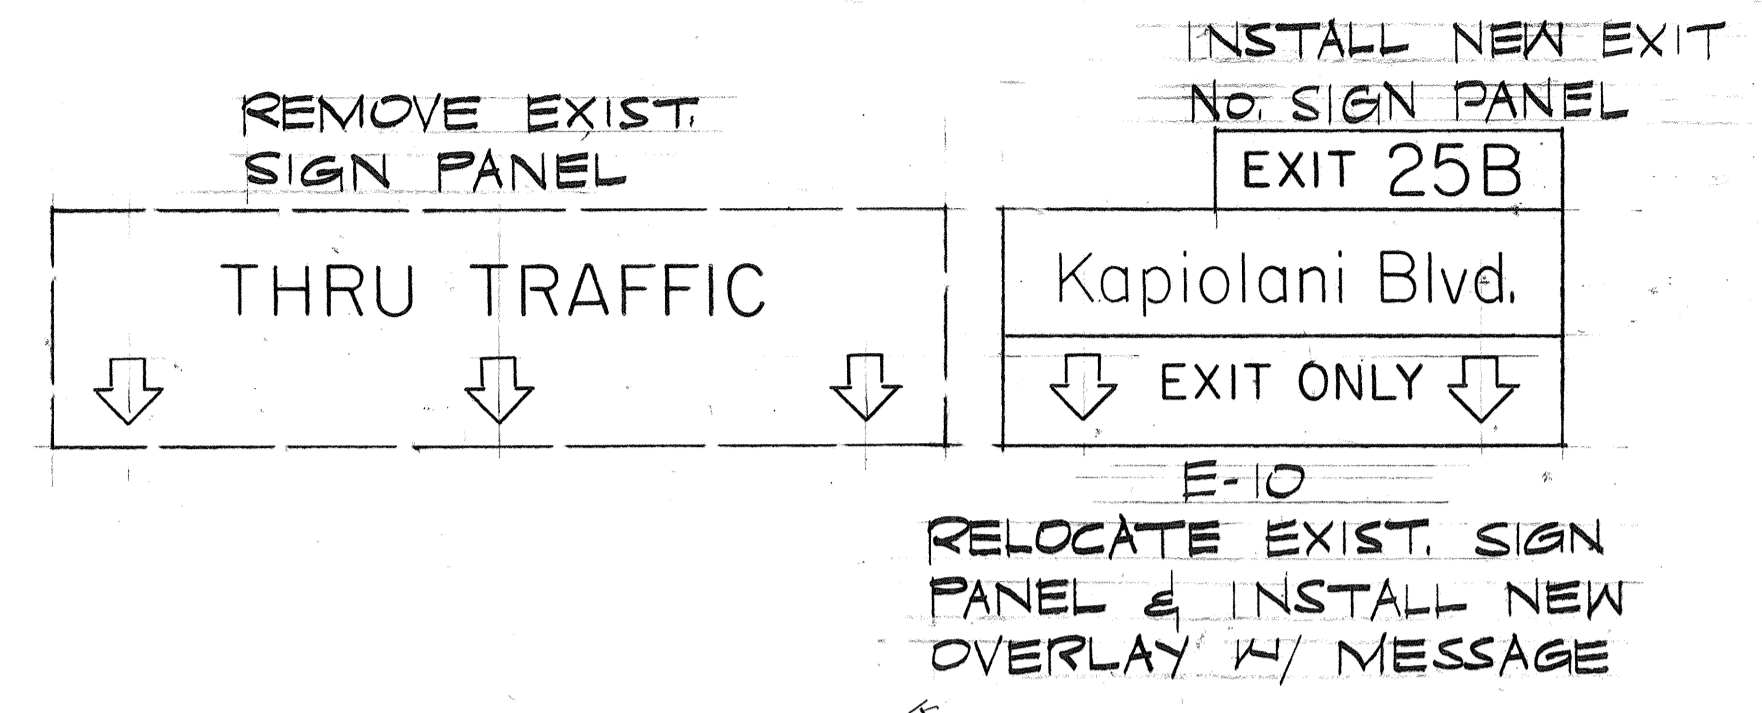 REMOVE EXIST.
SIGN PANEL
THRU TRAFFIC
INSTALL NEW EXIT
No. SIGN PANEL
EXIT 25B
Kapiolani Blvd.
EXIT ONLY
E-10
RELOCATE EXIST. SIGN
PANEL & INSTALL NEW
OVERLAY W/ MESSAGE